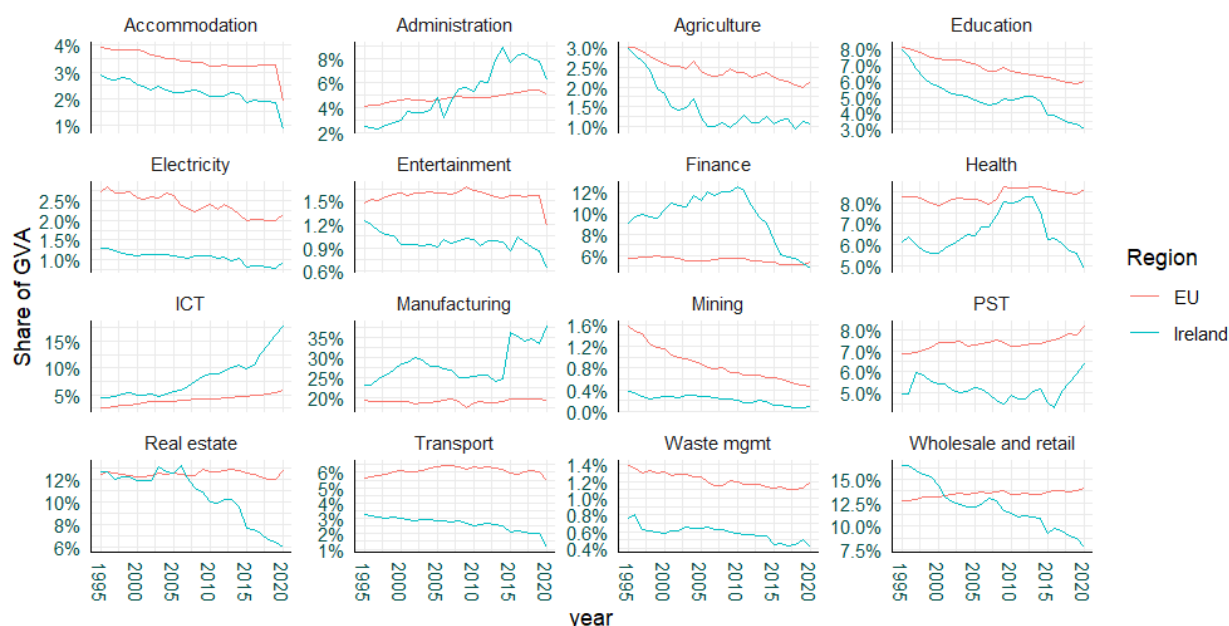 Accommodation Administration Agriculture Education
4% 3% 2% 1%
8% 6% 4% 2%
3.0% 2.5% 2.0% 1.5% 1.0%
8.0% 7.0% 6.0% 5.0% 4.0% 3.0%
Electricity Entertainment Finance Health
2.5% 2.0% 1.5% 1.0%
1.5% 1.2% 0.9% 0.6%
12% 10% 8% 6%
8.0% 7.0% 6.0% 5.0%
ICT Manufacturing Mining PST
15% 10% 5%
35% 30% 25% 20%
1.6% 1.2% 0.8% 0.4% 0.0%
8.0% 7.0% 6.0% 5.0%
Real estate Transport Waste mgmt Wholesale and retail
12% 10% 8% 6%
6% 5% 4% 3% 2% 1%
1.4% 1.2% 1.0% 0.8% 0.6% 0.4%
15.0% 12.5% 10.0% 7.5%
1995 2000 2005 2010 2015 2020
1995 2000 2005 2010 2015 2020
1995 2000 2005 2010 2015 2020
1995 2000 2005 2010 2015 2020
year
Share of GVA
Region
EU
Ireland